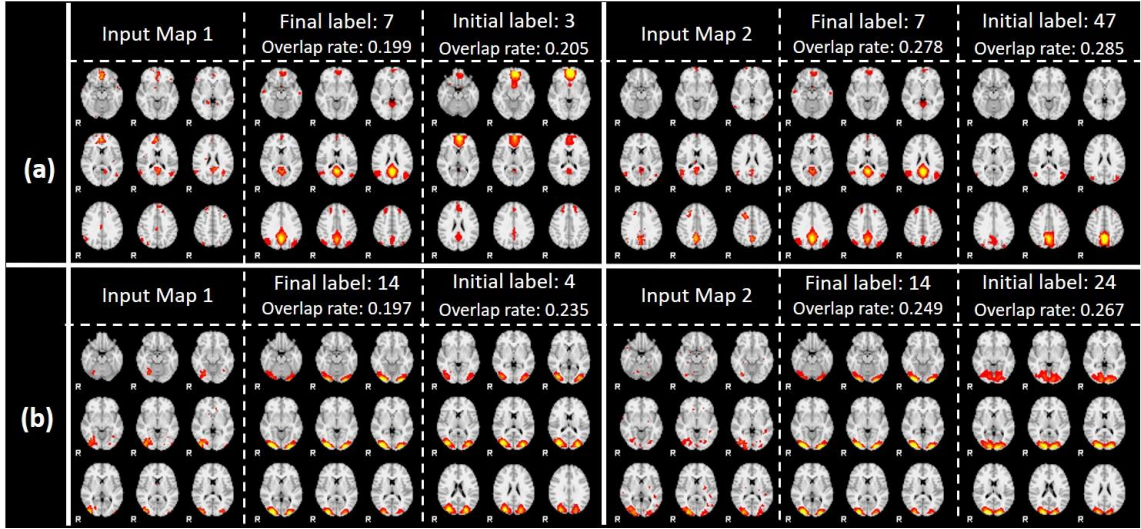 Input Map 1
Final label: 7
Overlap rate: 0.199
Initial label: 3
Overlap rate: 0.205
Input Map 2
Final label: 7
Overlap rate: 0.278
Initial label: 47
Overlap rate: 0.285
(a)
R R R R R R R R R R R R R R R R R R
R R R R R R R R R R R R R R R R R R
R R R R R R R R R R R R R R R R R R
Input Map 1
Final label: 14
Overlap rate: 0.197
Initial label: 4
Overlap rate: 0.235
Input Map 2
Final label: 14
Overlap rate: 0.249
Initial label: 24
Overlap rate: 0.267
(b)
R R R R R R R R R R R R R R R R R R
R R R R R R R R R R R R R R R R R R
R R R R R R R R R R R R R R R R R R